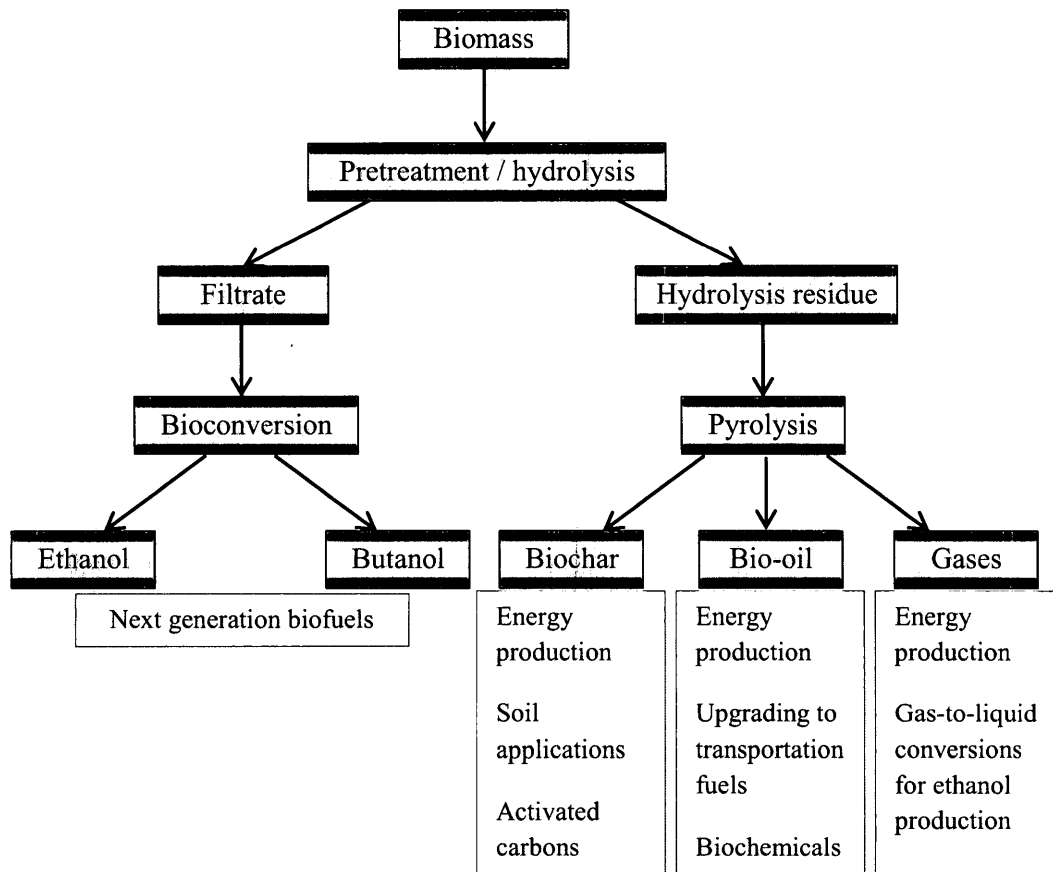 Biomass
Pretreatment / hydrolysis
Filtrate
Hydrolysis residue
Bioconversion
Pyrolysis
Ethanol
Butanol
Biochar
Bio-oil
Gases
Next generation biofuels
Energy
production
Soil
applications
Activated
carbons
Energy
production
Upgrading to
transportation
fuels
Biochemicals
Energy
production
Gas-to-liquid
conversions
for ethanol
production